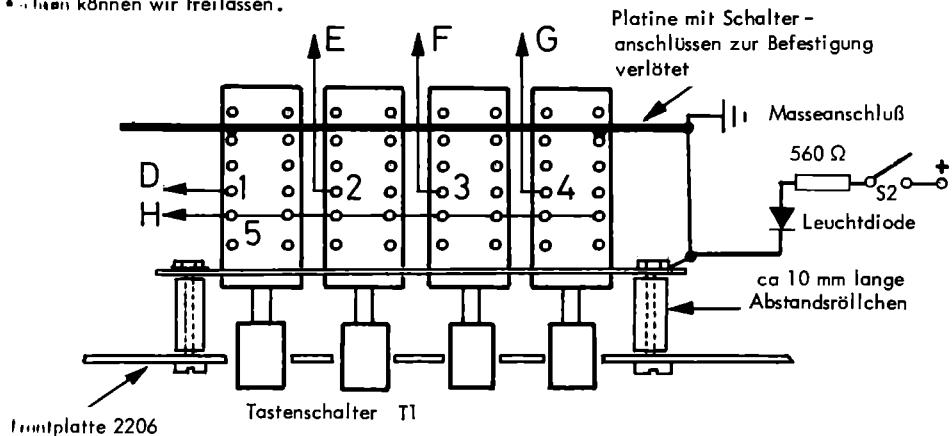 können wir freilassen.
Platine mit Schalter-
anschlüssen zur Befestigung
verlötet
E
F
G
Masseanschluß
560 Ω
+
S2
D
1
2
3
4
H
5
Leuchtdiode
ca 10 mm lange
Abstandsröllchen
Tastenschalter T1
2206